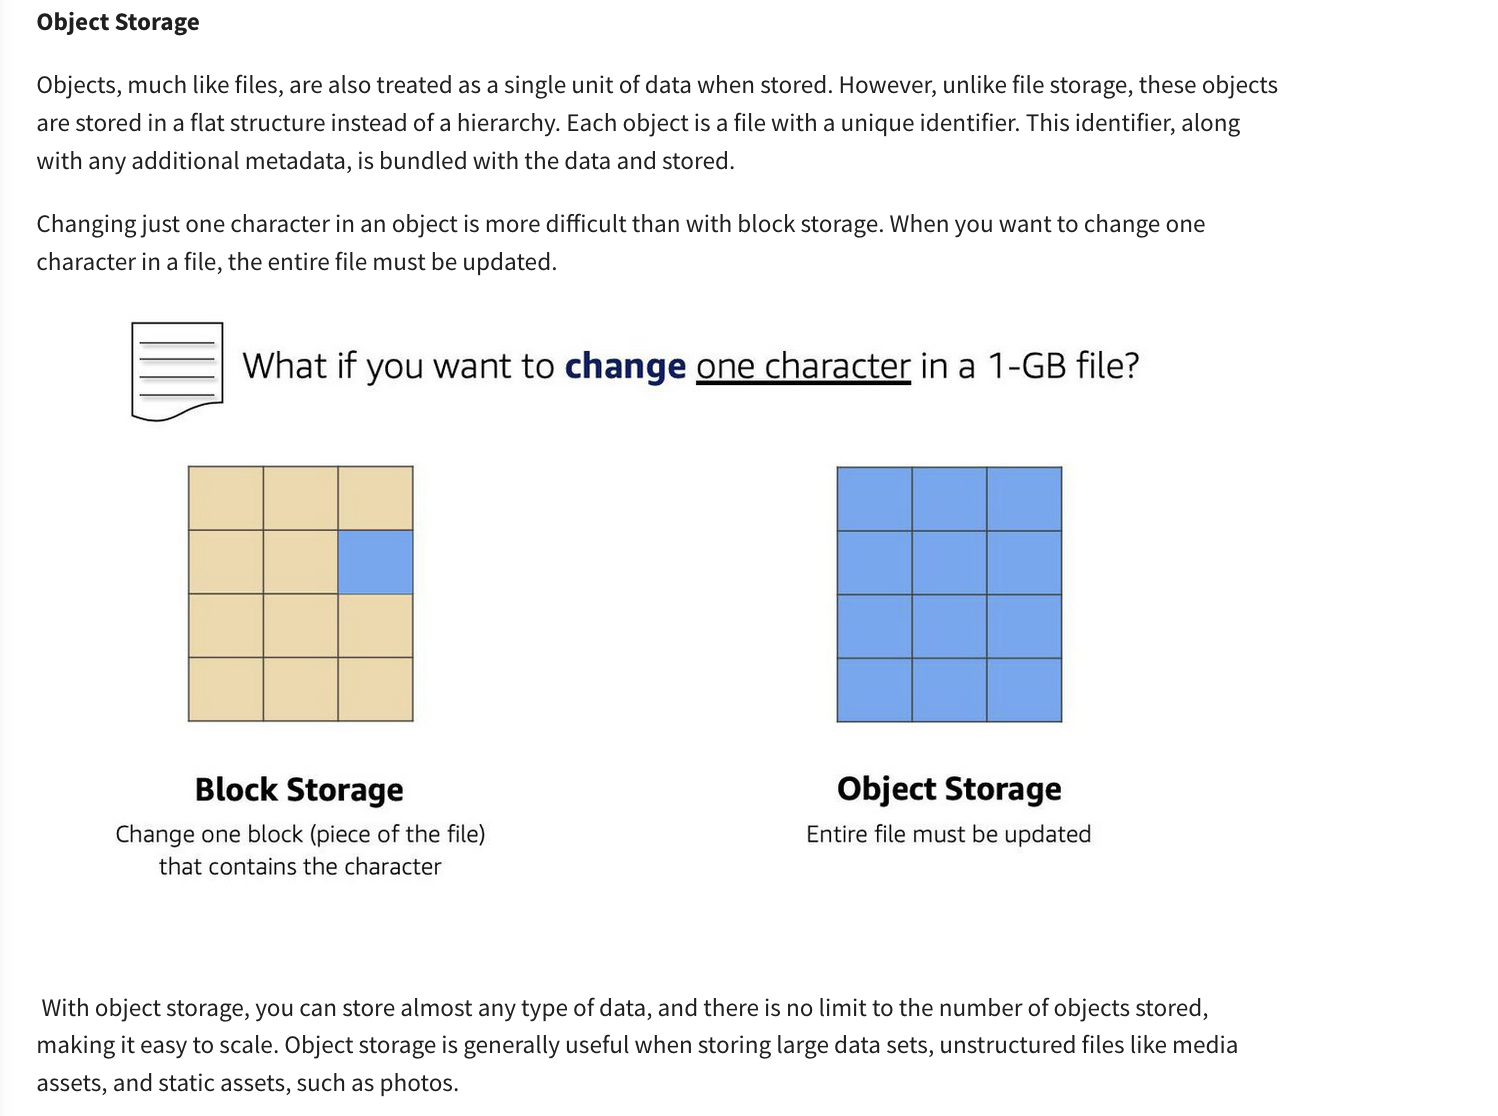 Object Storage
Objects, much like files, are also treated as a single unit of data when stored. However, unlike file storage, these objects
are stored in a flat structure instead of a hierarchy. Each object is a file with a unique identifier. This identifier, along
with any additional metadata, is bundled with the data and stored.
Changing just one character in an object is more difficult than with block storage. When you want to change one
character in a file, the entire file must be updated.
What if you want to change one character in a 1-GB file?
Block Storage
Change one block (piece of the file)
that contains the character
Object Storage
Entire file must be updated
With object storage, you can store almost any type of data, and there is no limit to the number of objects stored,
making it easy to scale. Object storage is generally useful when storing large data sets, unstructured files like media
assets, and static assets, such as photos.